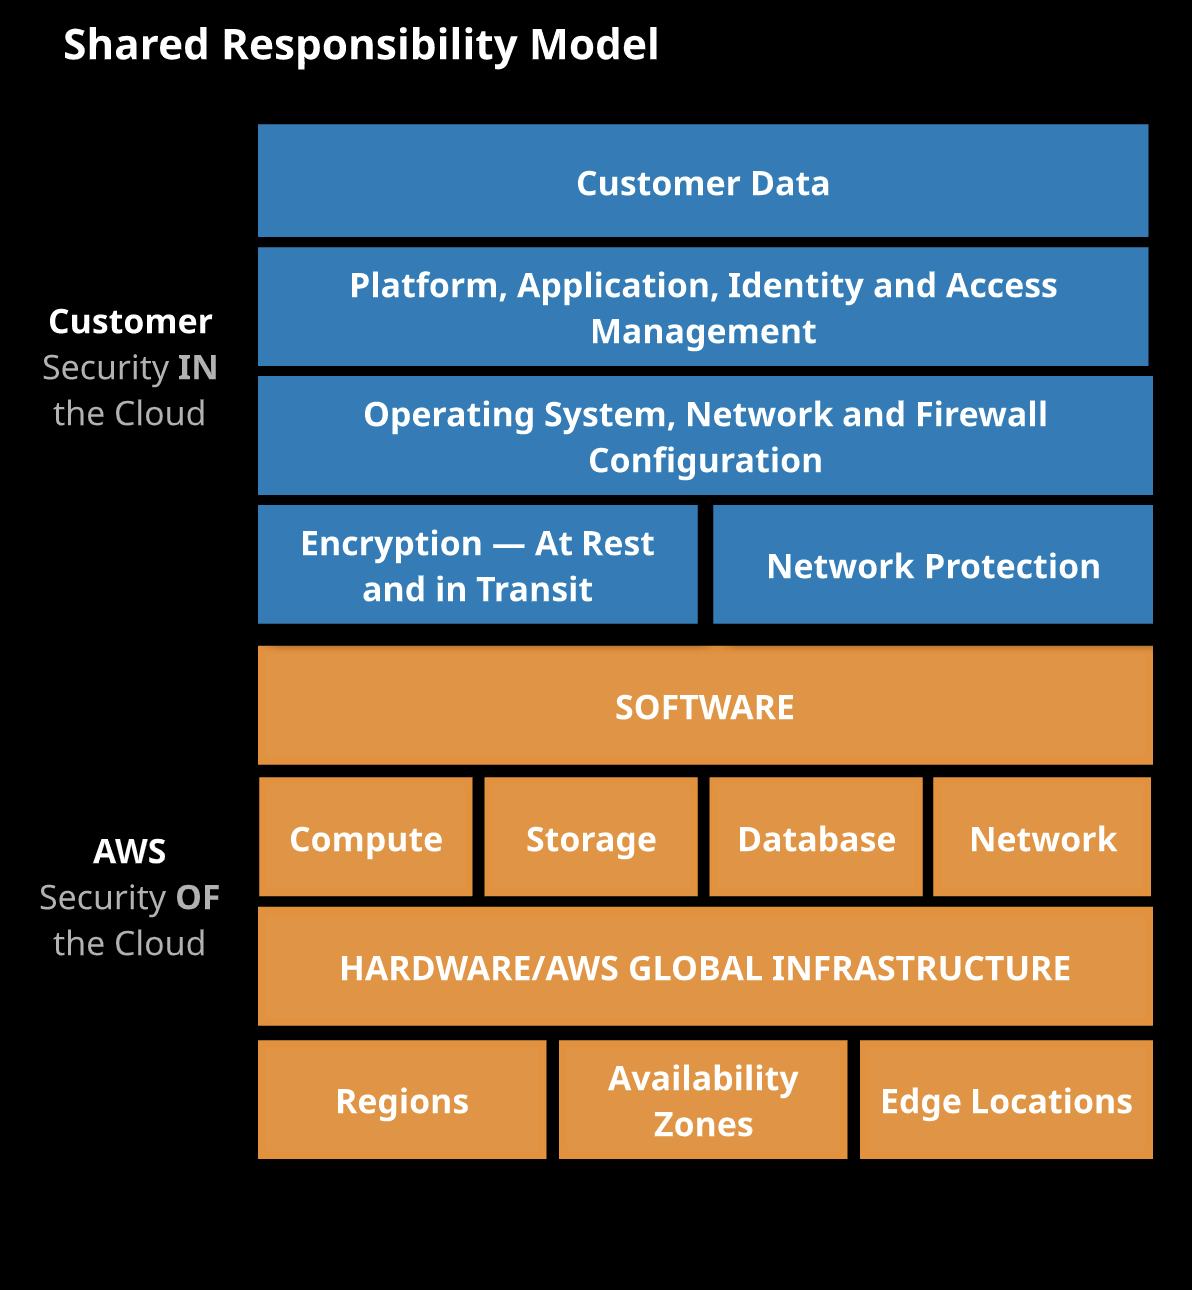 Shared Responsibility Model
Customer Data
Platform, Application, Identity and Access
Management
Customer
Security IN
the Cloud
Operating System, Network and Firewall
Configuration
Encryption — At Rest
and in Transit
Network Protection
SOFTWARE
AWS
Security OF
the Cloud
Compute
Storage
Database
Network
HARDWARE/AWS GLOBAL INFRASTRUCTURE
Regions
Availability
Zones
Edge Locations